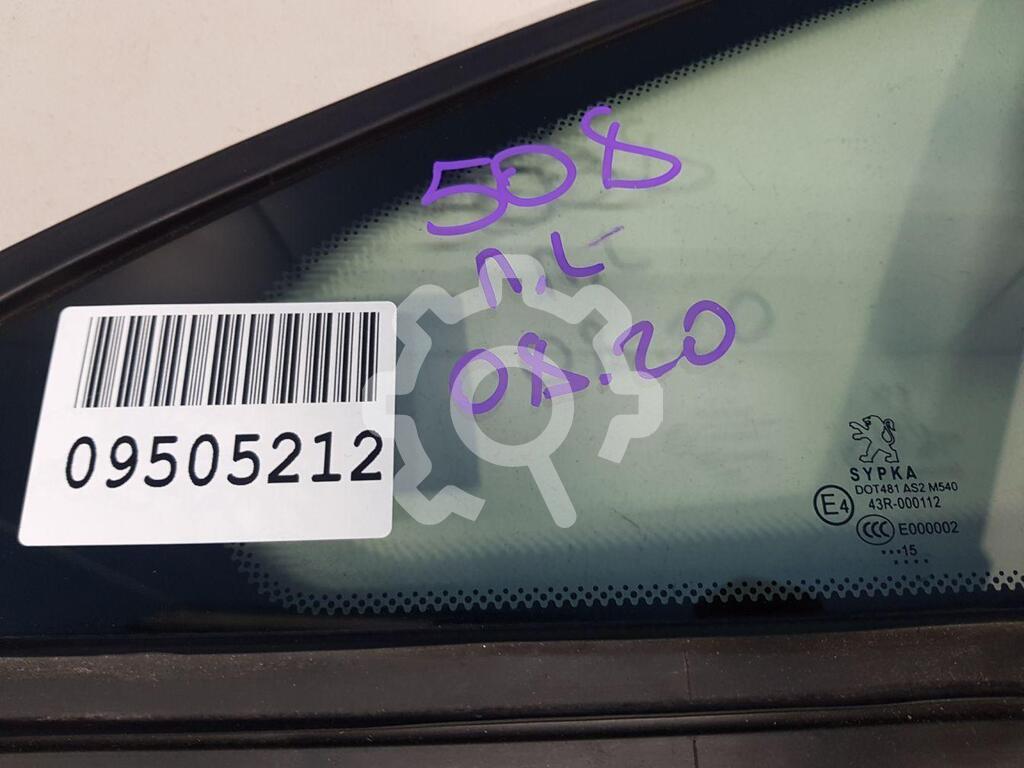 508
п.L
08.20
09505212
SYPKA
DOT481 AS2 M540
E4
43R-000112
CCC E000002
•••15
••••